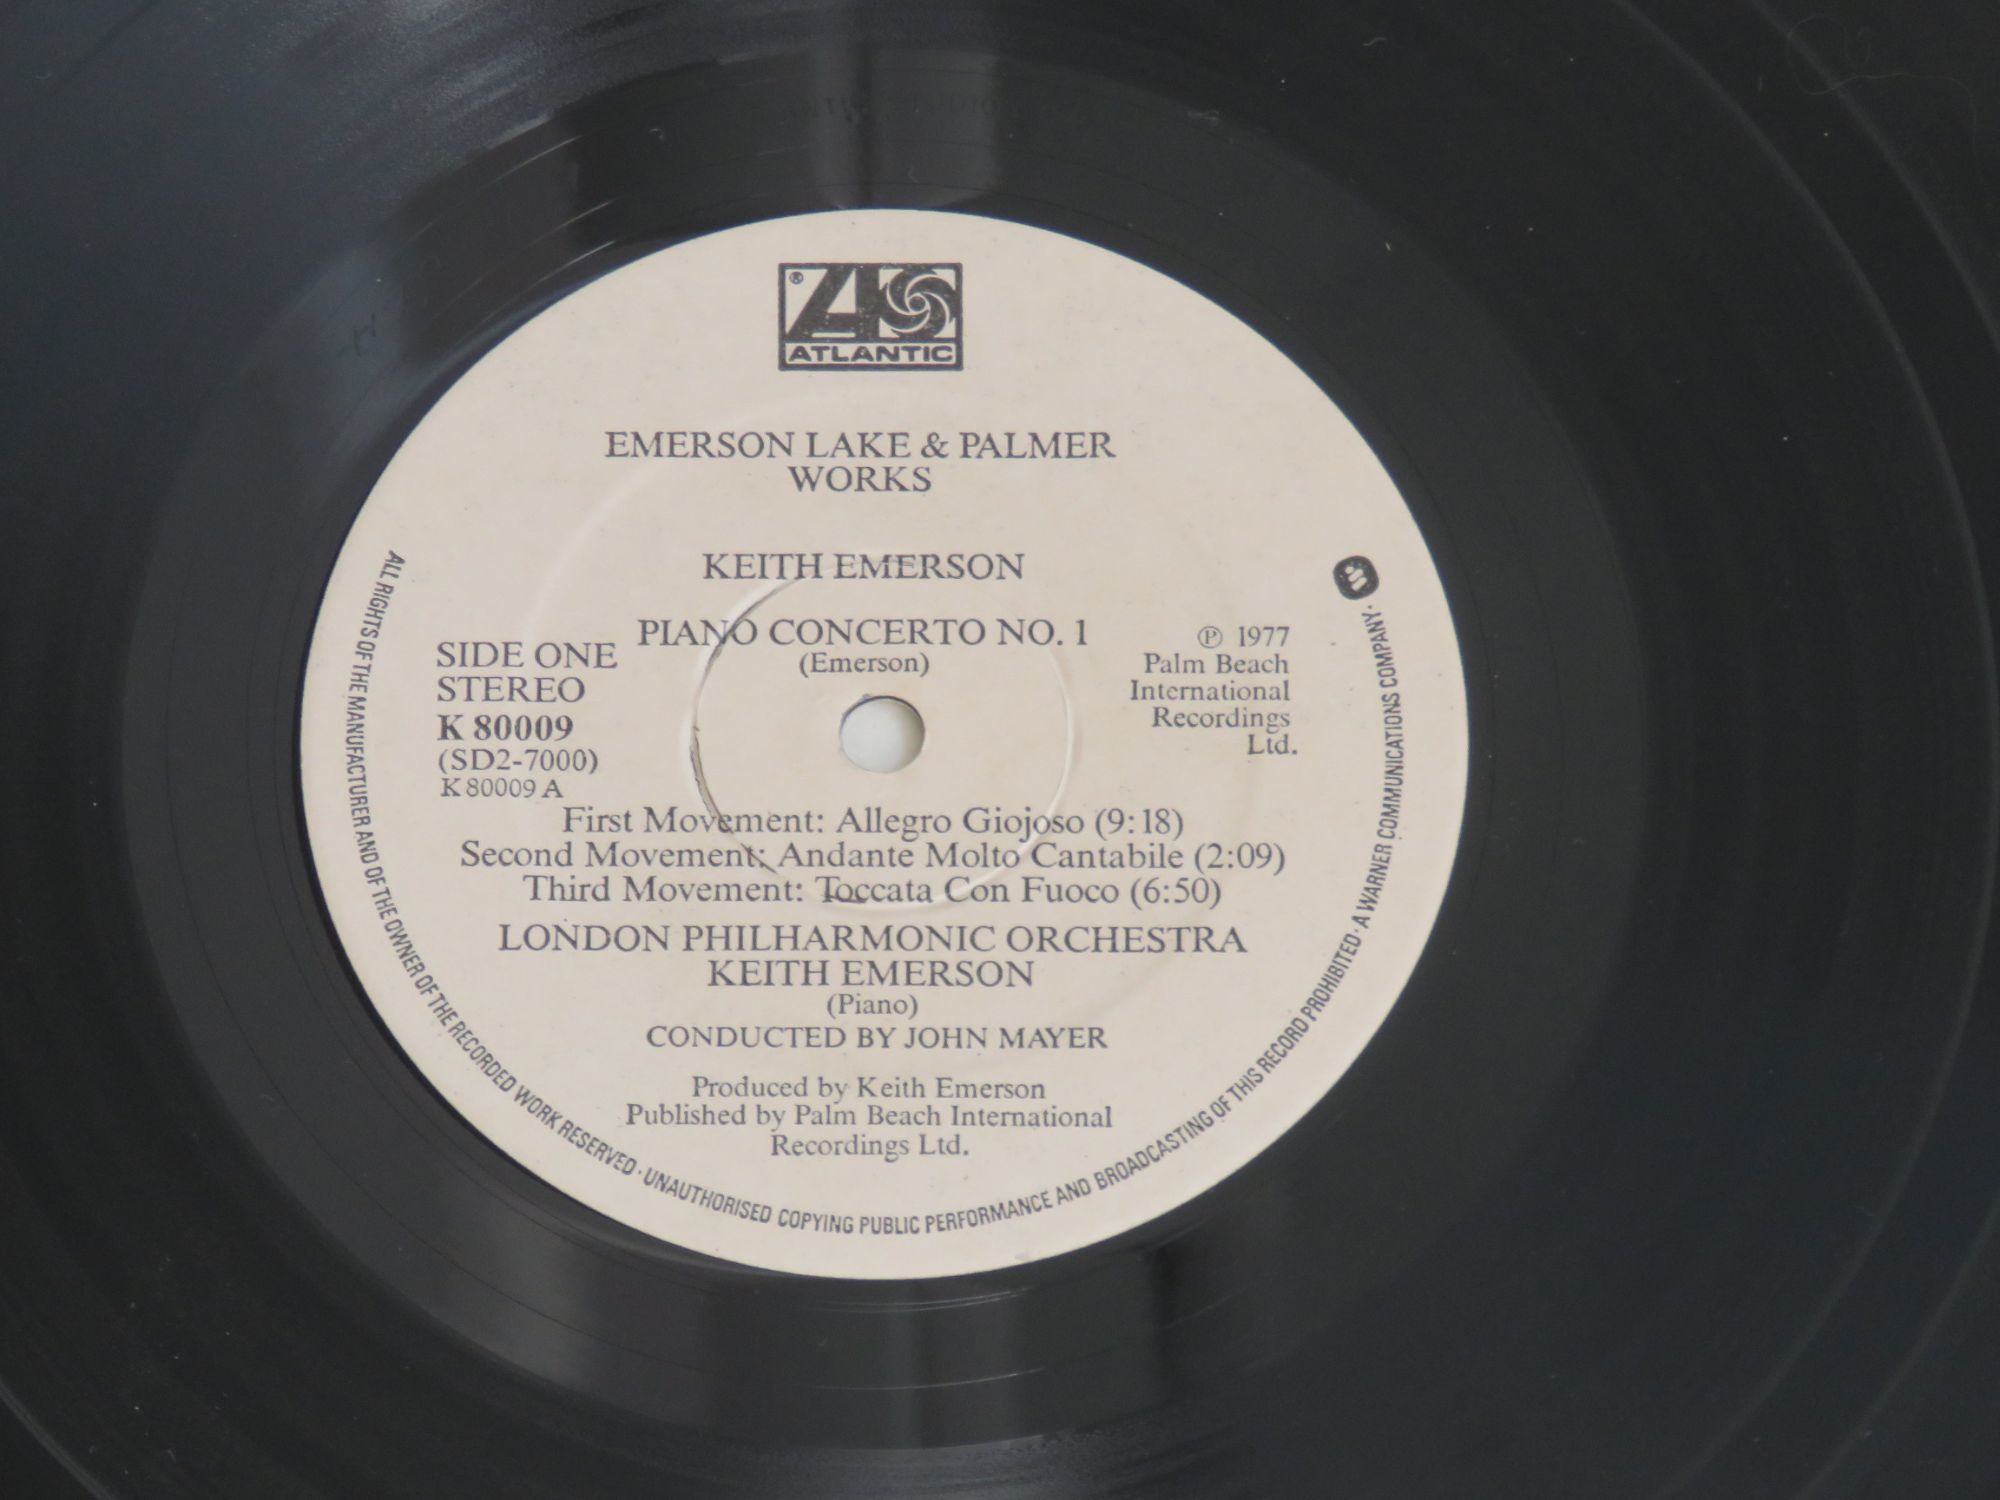 ® ATLANTIC
EMERSON LAKE & PALMER
WORKS
KEITH EMERSON
PIANO CONCERTO NO. 1
(Emerson)
SIDE ONE
STEREO
K 80009
(SD2-7000)
K 80009 A
℗ 1977
Palm Beach
International
Recordings
Ltd.
First Movement: Allegro Giojoso (9:18)
Second Movement: Andante Molto Cantabile (2:09)
Third Movement: Toccata Con Fuoco (6:50)
LONDON PHILHARMONIC ORCHESTRA
KEITH EMERSON
(Piano)
CONDUCTED BY JOHN MAYER
Produced by Keith Emerson
Published by Palm Beach International
Recordings Ltd.
ALL RIGHTS OF THE MANUFACTURER AND OF THE OWNER OF THE RECORDED WORK RESERVED · UNAUTHORISED COPYING PUBLIC PERFORMANCE AND BROADCASTING OF THIS RECORD PROHIBITED · A WARNER COMMUNICATIONS COMPANY ·